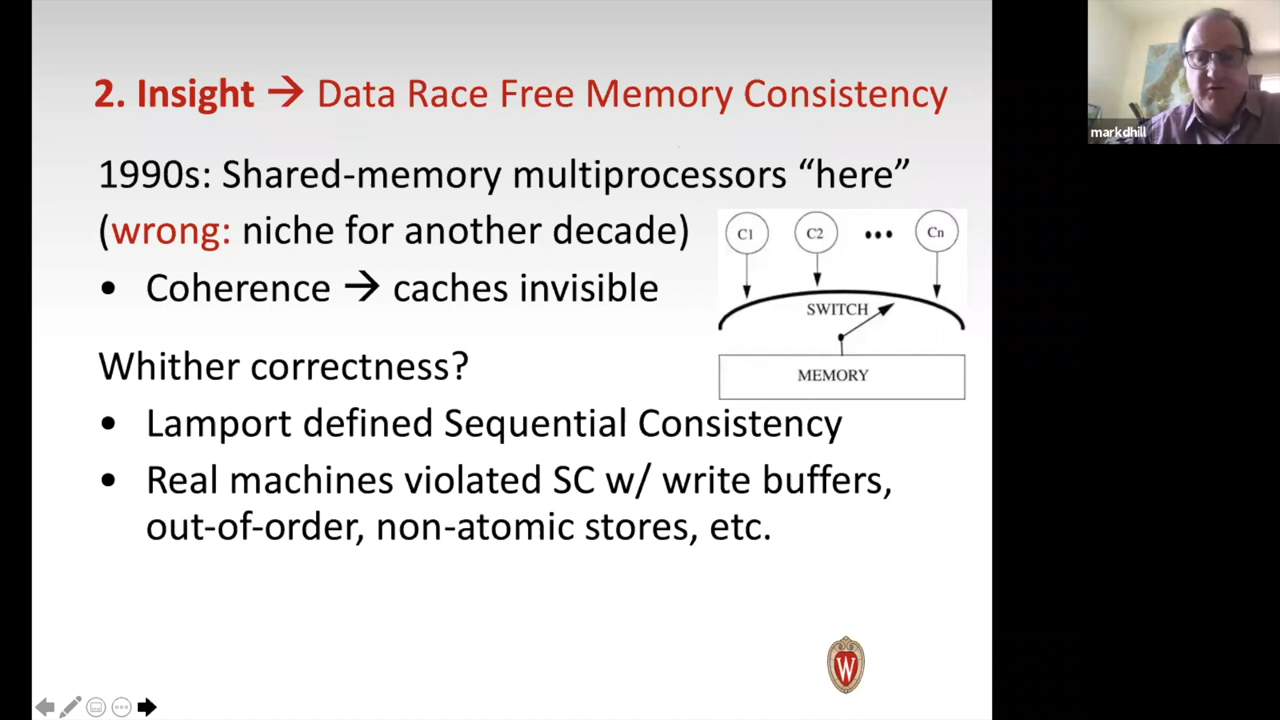 2. Insight → Data Race Free Memory Consistency
markdhill
1990s: Shared-memory multiprocessors “here”
(wrong: niche for another decade)
• Coherence → caches invisible
C1 C2 ••• Cn
SWITCH
MEMORY
Whither correctness?
• Lamport defined Sequential Consistency
• Real machines violated SC w/ write buffers,
out-of-order, non-atomic stores, etc.
W